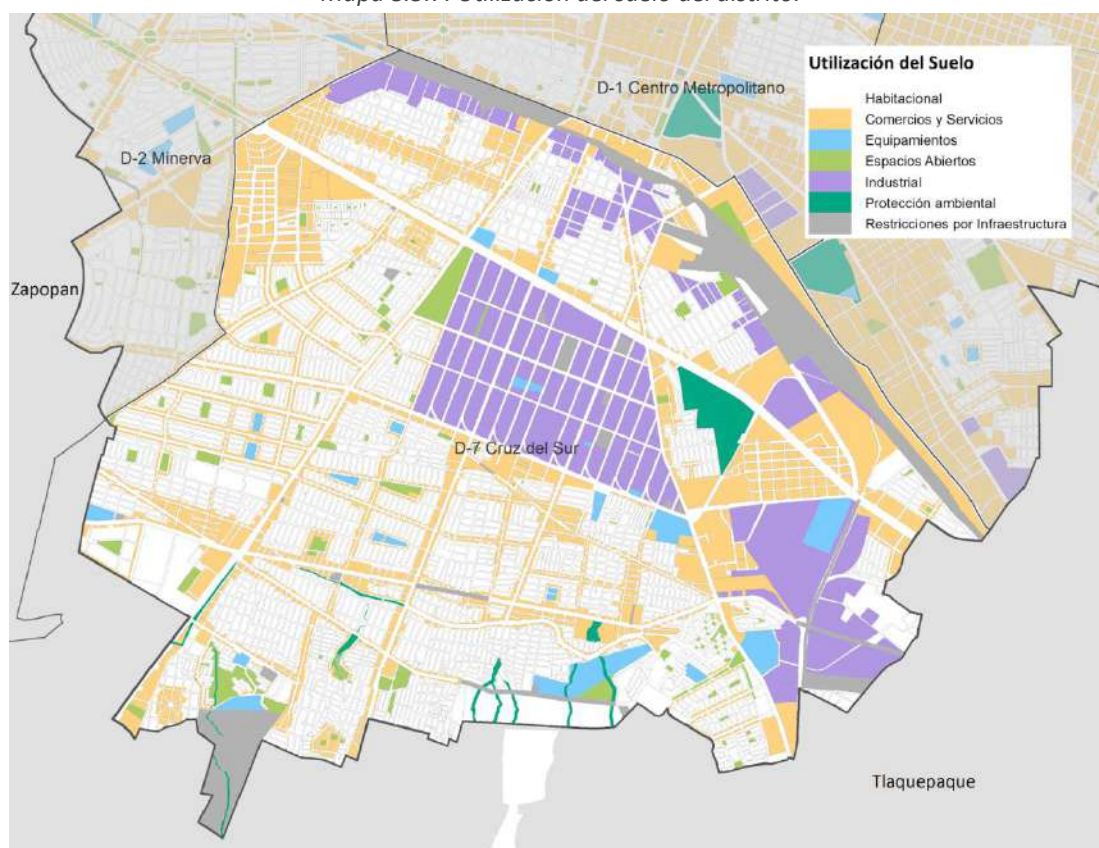 Utilización del Suelo
D-1 Centro Metropolitano
Habitacional
Comercios y Servicios
D-2 Minerva
Equipamientos
Espacios Abiertos
Industrial
Protección ambiental
Restricciones por Infraestructura
Zapopan
D-7 Cruz del Sur
Tlaquepaque